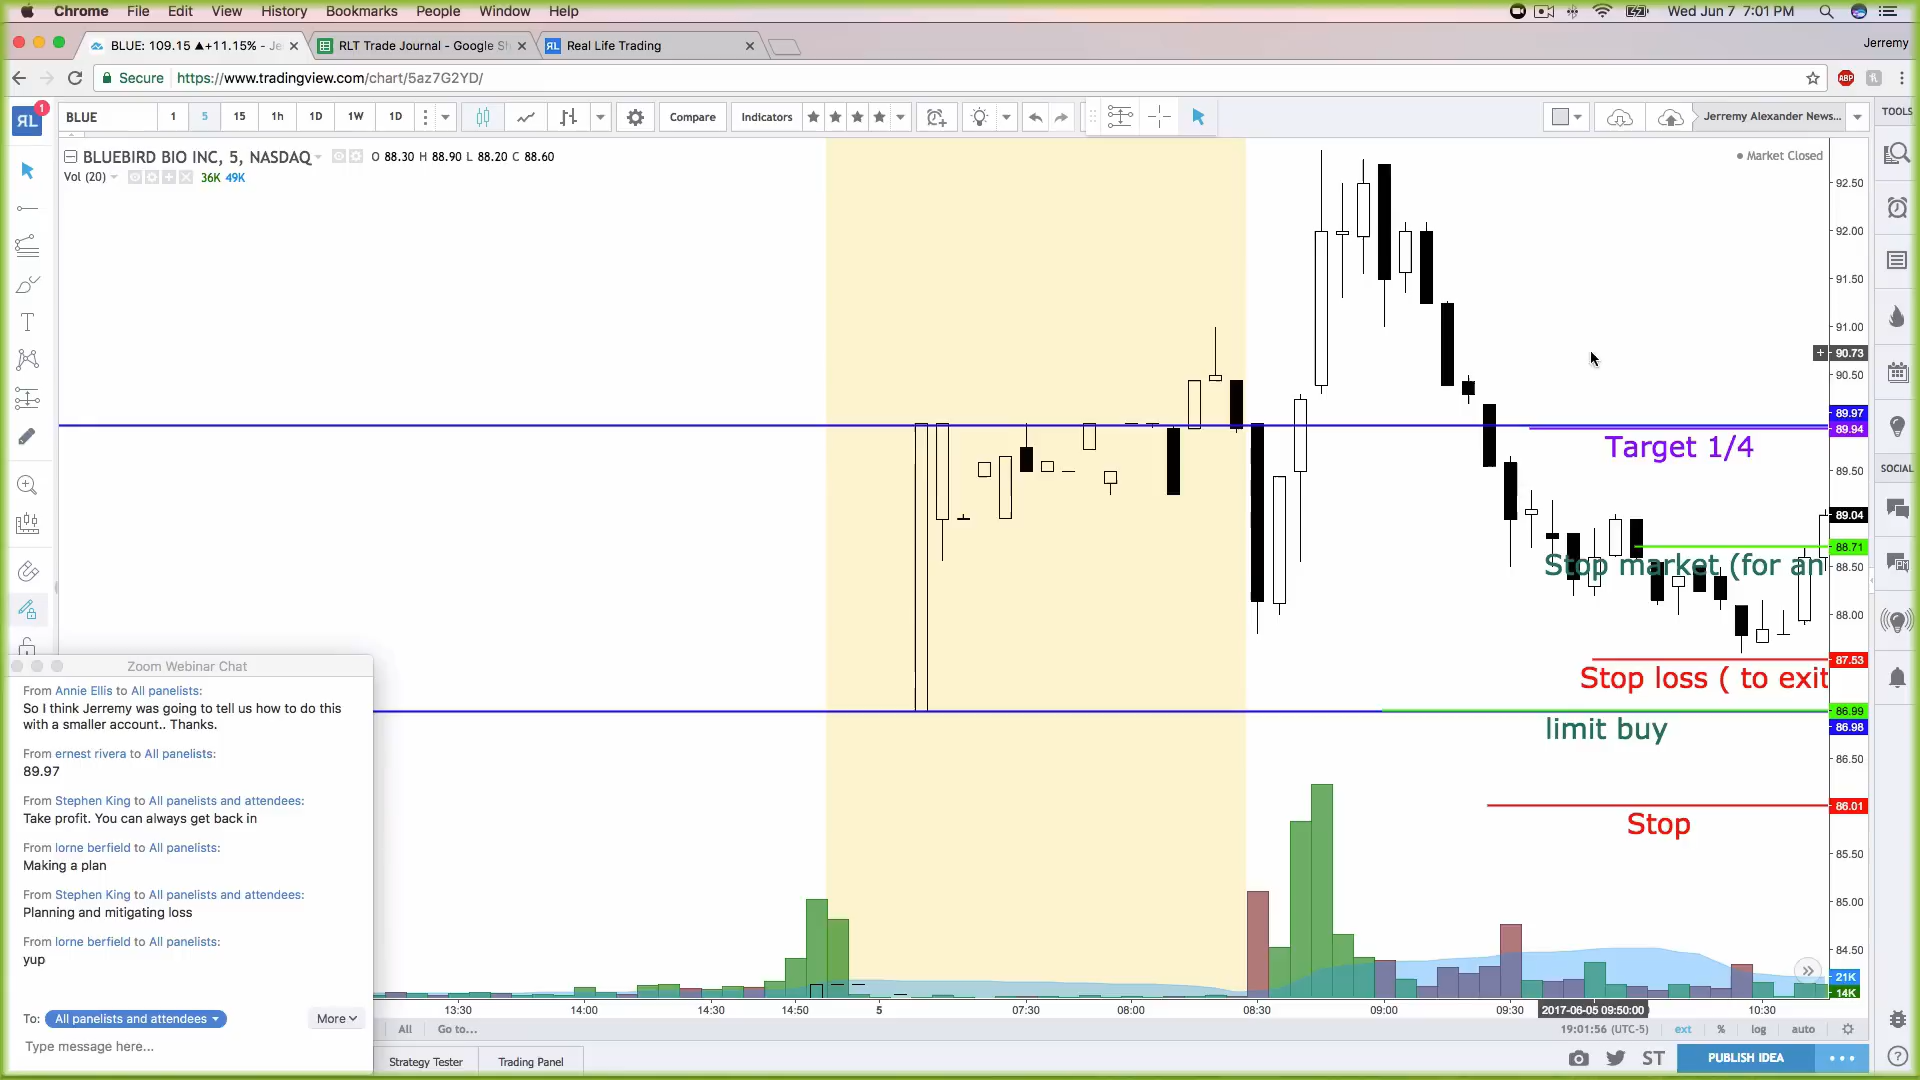 Chrome File Edit View History Bookmarks People Window Help
Wed Jun 7 7:01 PM
BLUE: 109.15 ▲+11.15% - Je
RLT Trade Journal - Google Sh
RL Real Life Trading
Jerremy
Secure https://www.tradingview.com/chart/5az7G2YD/
ABP
1
RL BLUE 1 5 15 1h 1D 1W 1D Compare Indicators Jerremy Alexander News... TOOLS
BLUEBIRD BIO INC, 5, NASDAQ O 88.30 H 88.90 L 88.20 C 88.60
Market Closed
Vol (20) 36K 49K
92.50
92.00
91.50
91.00
90.73
90.50
89.97
89.94
Target 1/4
89.50
SOCIAL
89.04
88.71
Stop market (for an
88.50
88.00
87.53
Stop loss ( to exit
86.99
86.98
limit buy
86.50
86.01
Stop
85.50
85.00
84.50
21K
14K
Zoom Webinar Chat
From Annie Ellis to All panelists:
So I think Jerremy was going to tell us how to do this
with a smaller account.. Thanks.
From ernest rivera to All panelists:
89.97
From Stephen King to All panelists and attendees:
Take profit. You can always get back in
From lorne berfield to All panelists:
Making a plan
From Stephen King to All panelists and attendees:
Planning and mitigating loss
From lorne berfield to All panelists:
yup
To: All panelists and attendees More
Type message here...
13:30 14:00 14:30 14:50 5 07:30 08:00 08:30 09:00 09:30 2017-06-05 09:50:00 10:30
All Go to... 19:01:56 (UTC-5) ext % log auto
Strategy Tester Trading Panel ST PUBLISH IDEA